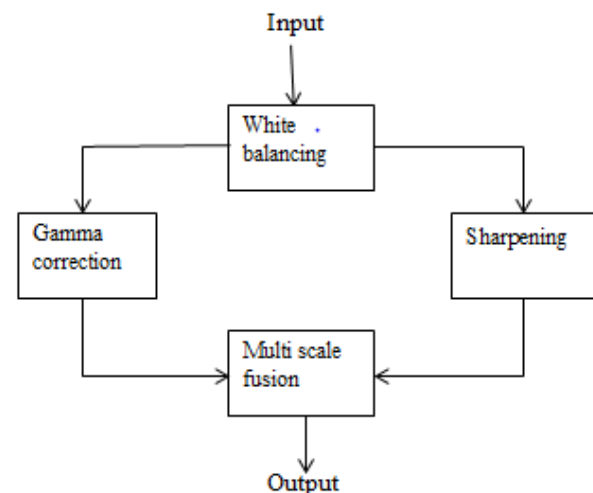 Input
White
balancing
Gamma
correction
Sharpening
Multi scale
fusion
Output